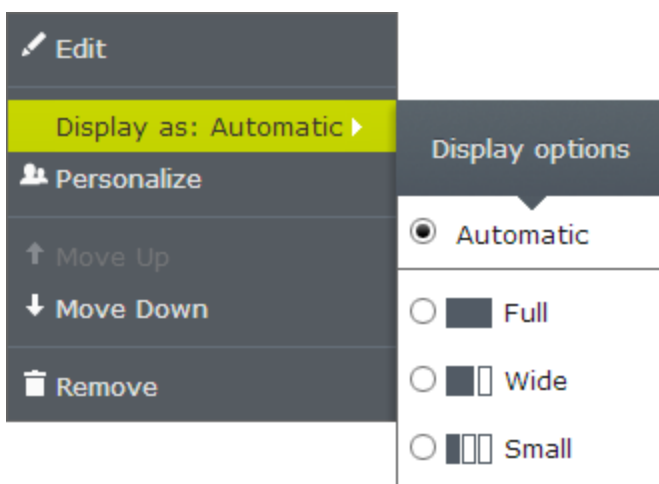 Edit
Display as: Automatic
Personalize
Move Up
Move Down
Remove
Display options
Automatic
Full
Wide
Small